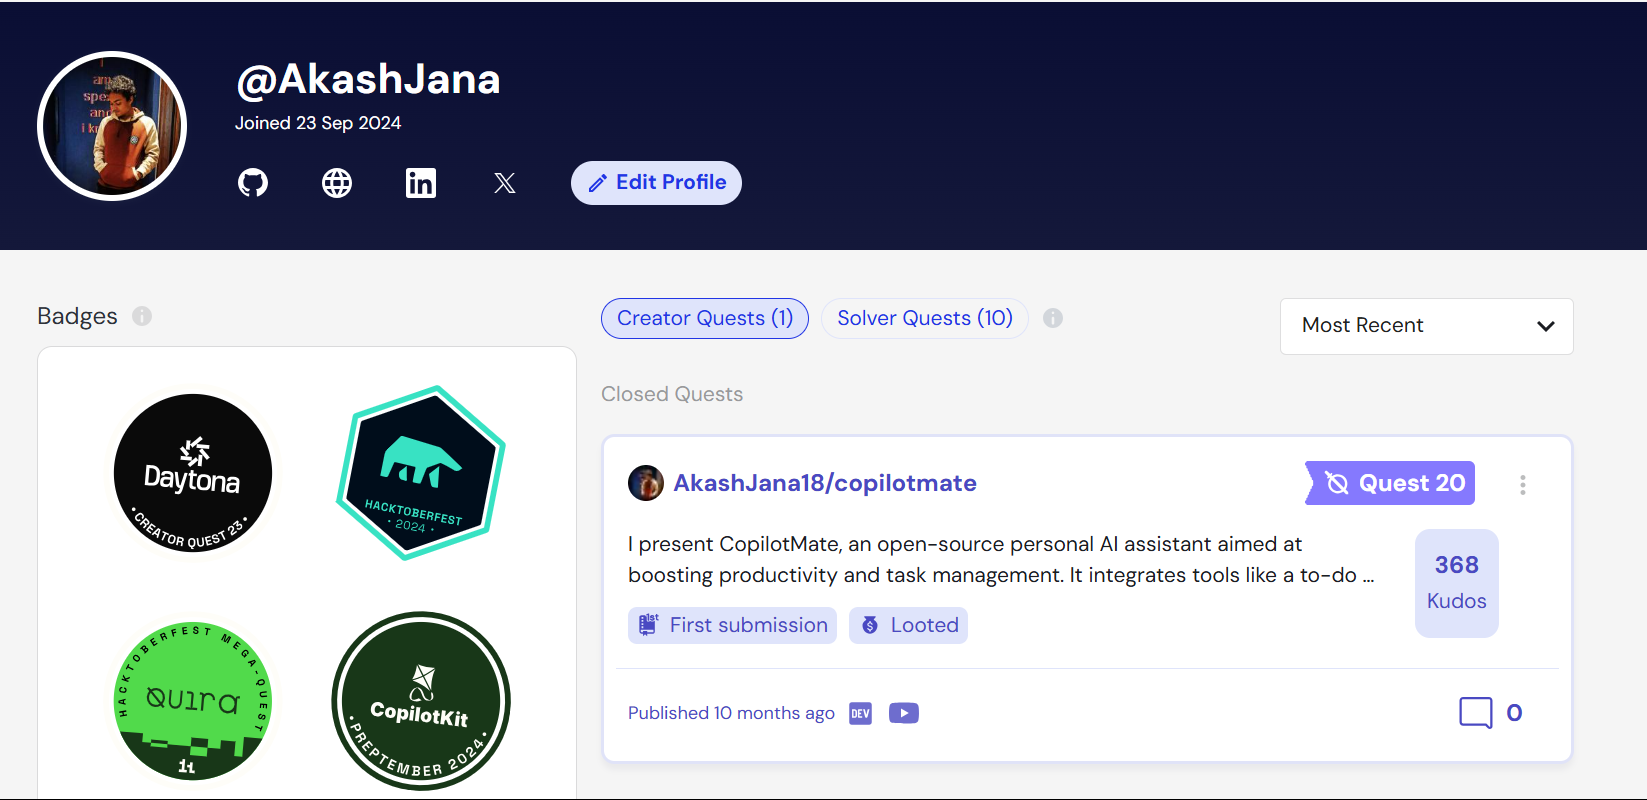 @AkashJana
Joined 23 Sep 2024
Edit Profile
Badges
Creator Quests (1)
Solver Quests (10)
Most Recent
Closed Quests
Daytona
• CREATOR QUEST 23 •
HACKTOBERFEST
• 2024 •
HACKTOBERFEST MEGA-QUEST
QUIRA
CopilotKit
• PREPTEMBER 2024 •
AkashJana18/copilotmate
Quest 20
I present CopilotMate, an open-source personal AI assistant aimed at
boosting productivity and task management. It integrates tools like a to-do ...
368
Kudos
1st
First submission
Looted
Published 10 months ago
DEV
0